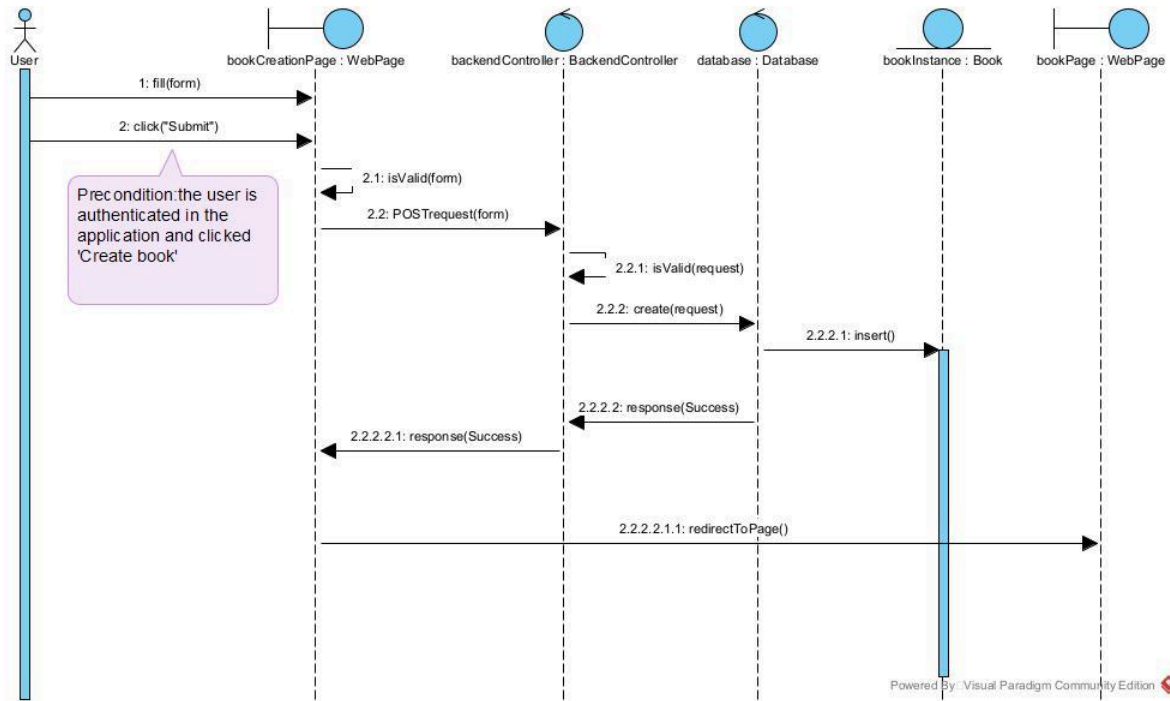 User
bookCreationPage : WebPage
backendController : BackendController
database : Database
bookInstance : Book
bookPage : WebPage
1: fill(form)
2: click("Submit")
Precondition:the user is
authenticated in the
application and clicked
'Create book'
2.1: isValid(form)
2.2: POSTrequest(form)
2.2.1: isValid(request)
2.2.2: create(request)
2.2.2.1: insert()
2.2.2.2: response(Success)
2.2.2.2.1: response(Success)
2.2.2.2.1.1: redirectToPage()
Powered By Visual Paradigm Community Edition